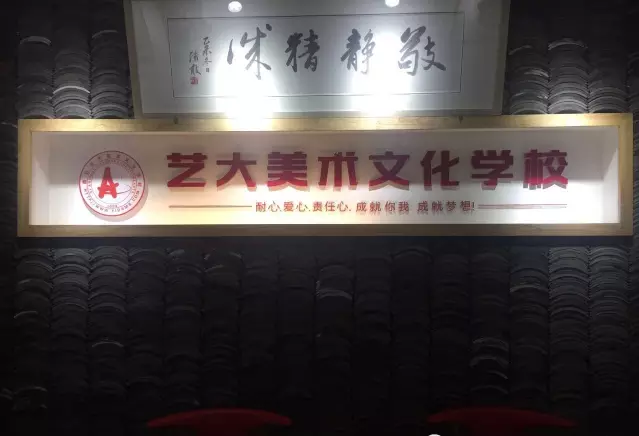 敬静精诚
艺大美术文化学校
耐心.爱心.责任心. 成就你我 成就梦想!